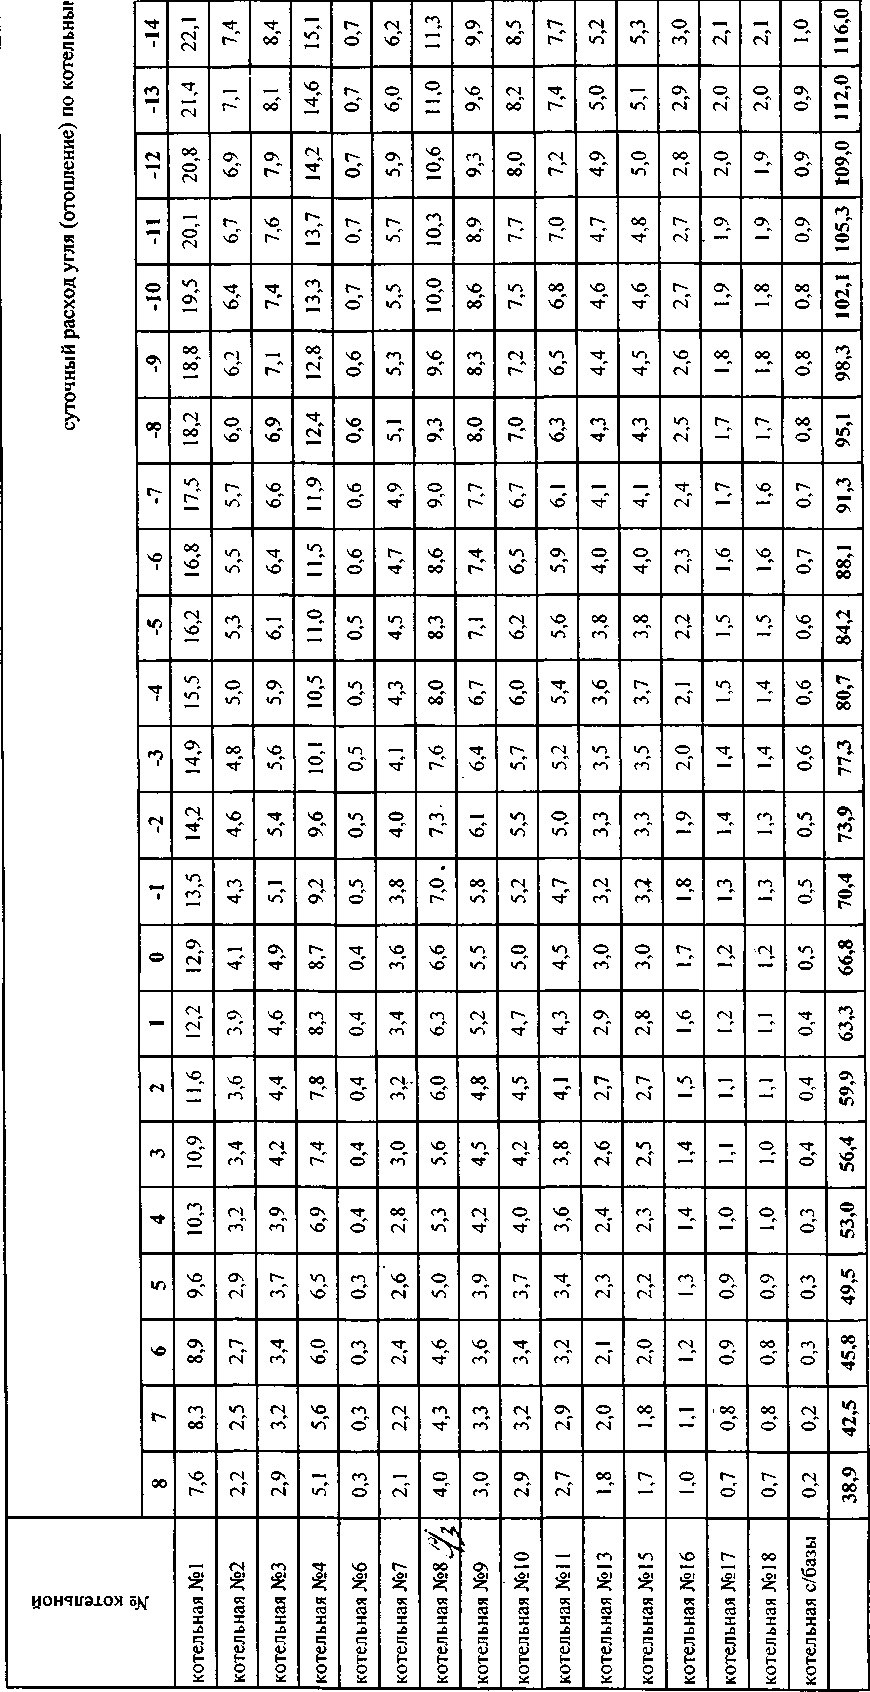 суточный расход угля (отопление) по котельным
№ котельной 8 7 6 5 4 3 2 1 0 -1 -2 -3 -4 -5 -6 -7 -8 -9 -10 -11 -12 -13 -14
котельная №1 7,6 8,3 8,9 9,6 10,3 10,9 11,6 12,2 12,9 13,5 14,2 14,9 15,5 16,2 16,8 17,5 18,2 18,8 19,5 20,1 20,8 21,4 22,1
котельная №2 2,2 2,5 2,7 2,9 3,2 3,4 3,6 3,9 4,1 4,3 4,6 4,8 5,0 5,3 5,5 5,7 6,0 6,2 6,4 6,7 6,9 7,1 7,4
котельная №3 2,9 3,2 3,4 3,7 3,9 4,2 4,4 4,6 4,9 5,1 5,4 5,6 5,9 6,1 6,4 6,6 6,9 7,1 7,4 7,6 7,9 8,1 8,4
котельная №4 5,1 5,6 6,0 6,5 6,9 7,4 7,8 8,3 8,7 9,2 9,6 10,1 10,5 11,0 11,5 11,9 12,4 12,8 13,3 13,7 14,2 14,6 15,1
котельная №6 0,3 0,3 0,3 0,3 0,4 0,4 0,4 0,4 0,4 0,5 0,5 0,5 0,5 0,5 0,6 0,6 0,6 0,6 0,7 0,7 0,7 0,7 0,7
котельная №7 2,1 2,2 2,4 2,6 2,8 3,0 3,2 3,4 3,6 3,8 4,0 4,1 4,3 4,5 4,7 4,9 5,1 5,3 5,5 5,7 5,9 6,0 6,2
котельная №8 4,0 4,3 4,6 5,0 5,3 5,6 6,0 6,3 6,6 7,0 7,3 7,6 8,0 8,3 8,6 9,0 9,3 9,6 10,0 10,3 10,6 11,0 11,3
котельная №9 3,0 3,3 3,6 3,9 4,2 4,5 4,8 5,2 5,5 5,8 6,1 6,4 6,7 7,1 7,4 7,7 8,0 8,3 8,6 8,9 9,3 9,6 9,9
котельная №10 2,9 3,2 3,4 3,7 4,0 4,2 4,5 4,7 5,0 5,2 5,5 5,7 6,0 6,2 6,5 6,7 7,0 7,2 7,5 7,7 8,0 8,2 8,5
котельная №11 2,7 2,9 3,2 3,4 3,6 3,8 4,1 4,3 4,5 4,7 5,0 5,2 5,4 5,6 5,9 6,1 6,3 6,5 6,8 7,0 7,2 7,4 7,7
котельная №13 1,8 2,0 2,1 2,3 2,4 2,6 2,7 2,9 3,0 3,2 3,3 3,5 3,6 3,8 4,0 4,1 4,3 4,4 4,6 4,7 4,9 5,0 5,2
котельная №15 1,7 1,8 2,0 2,2 2,3 2,5 2,7 2,8 3,0 3,2 3,3 3,5 3,7 3,8 4,0 4,1 4,3 4,5 4,6 4,8 5,0 5,1 5,3
котельная №16 1,0 1,1 1,2 1,3 1,4 1,4 1,5 1,6 1,7 1,8 1,9 2,0 2,1 2,2 2,3 2,4 2,5 2,6 2,7 2,7 2,8 2,9 3,0
котельная №17 0,7 0,8 0,9 0,9 1,0 1,1 1,1 1,2 1,2 1,3 1,4 1,4 1,5 1,5 1,6 1,7 1,7 1,8 1,9 1,9 2,0 2,0 2,1
котельная №18 0,7 0,8 0,8 0,9 1,0 1,0 1,1 1,1 1,2 1,3 1,3 1,4 1,4 1,5 1,6 1,6 1,7 1,8 1,8 1,9 1,9 2,0 2,1
котельная с/базы 0,2 0,2 0,3 0,3 0,3 0,4 0,4 0,4 0,5 0,5 0,5 0,6 0,6 0,6 0,7 0,7 0,8 0,8 0,8 0,9 0,9 0,9 1,0
38,9 42,5 45,8 49,5 53,0 56,4 59,9 63,3 66,8 70,4 73,9 77,3 80,7 84,2 88,1 91,3 95,1 98,3 102,1 105,3 109,0 112,0 116,0